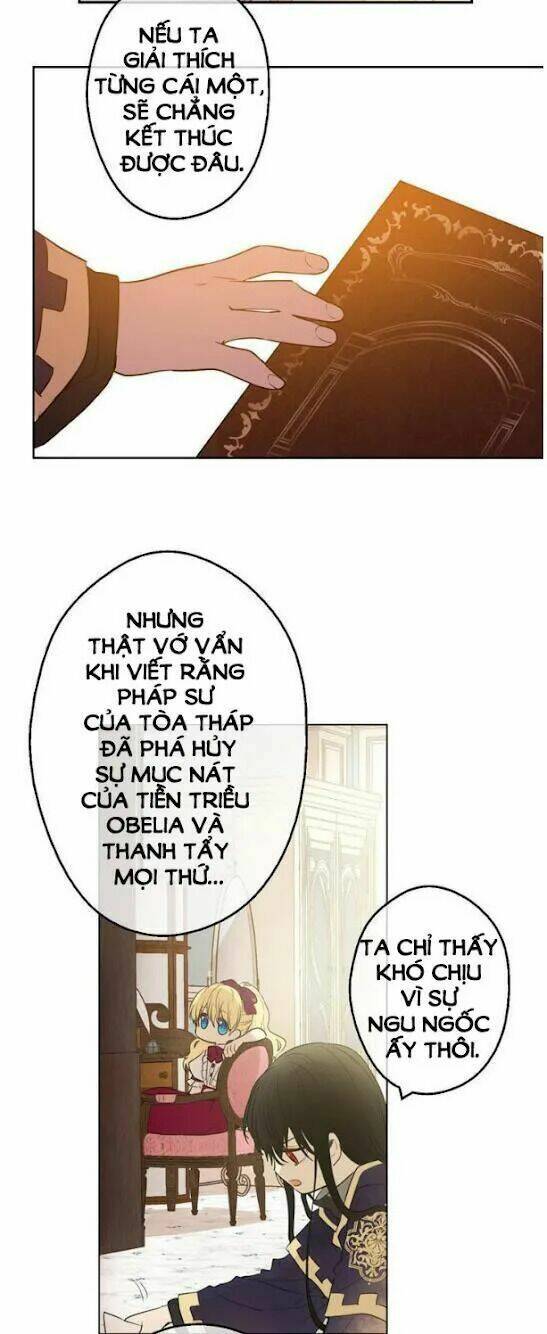 NẾU TA
GIẢI THÍCH
TỪNG CÁI MỘT,
SẼ CHẲNG
KẾT THÚC
ĐƯỢC ĐÂU.
NHƯNG
THẬT VỚ VẨN
KHI VIẾT RẰNG
PHÁP SƯ
CỦA TÒA THÁP
ĐÃ PHÁ HỦY
SỰ MỤC NÁT
CỦA TIỀN TRIỀU
OBELIA VÀ
THANH TẨY
MỌI THỨ...
TA CHỈ THẤY
KHÓ CHỊU
VÌ SỰ
NGU NGỐC
ẤY THÔI.